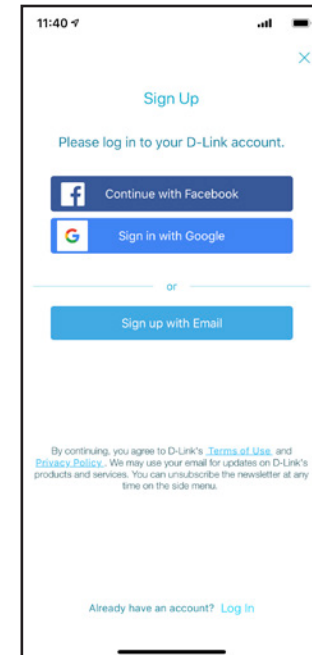 11:40
Sign Up
Please log in to your D-Link account.
Continue with Facebook
Sign in with Google
or
Sign up with Email
By continuing, you agree to D-Link's Terms of Use and
Privacy Policy. We may use your email for updates on D-Link's
products and services. You can unsubscribe the newsletter at any
time on the side menu.
Already have an account? Log In